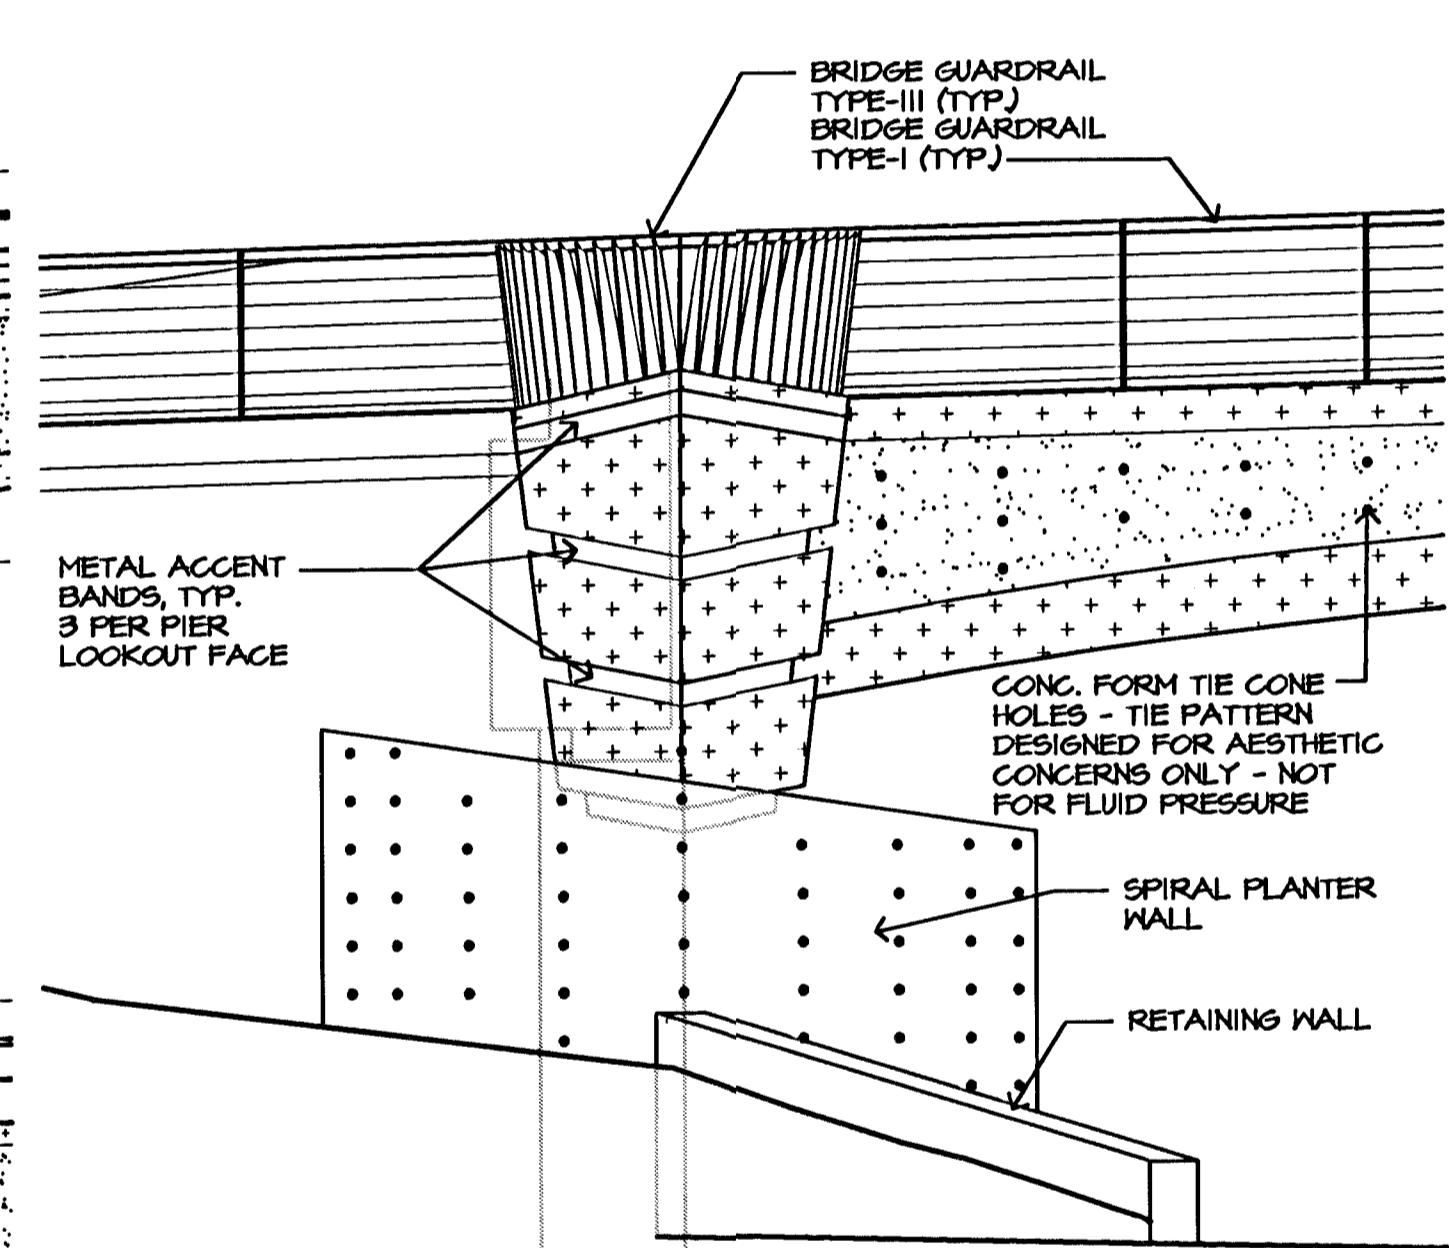 BRIDGE GUARDRAIL
TYPE-III (TYP.)
BRIDGE GUARDRAIL
TYPE-I (TYP.)
METAL ACCENT
BANDS, TYP.
3 PER PIER
LOOKOUT FACE
CONC. FORM TIE CONE
HOLES - TIE PATTERN
DESIGNED FOR AESTHETIC
CONCERNS ONLY - NOT
FOR FLUID PRESSURE
SPIRAL PLANTER
WALL
RETAINING WALL